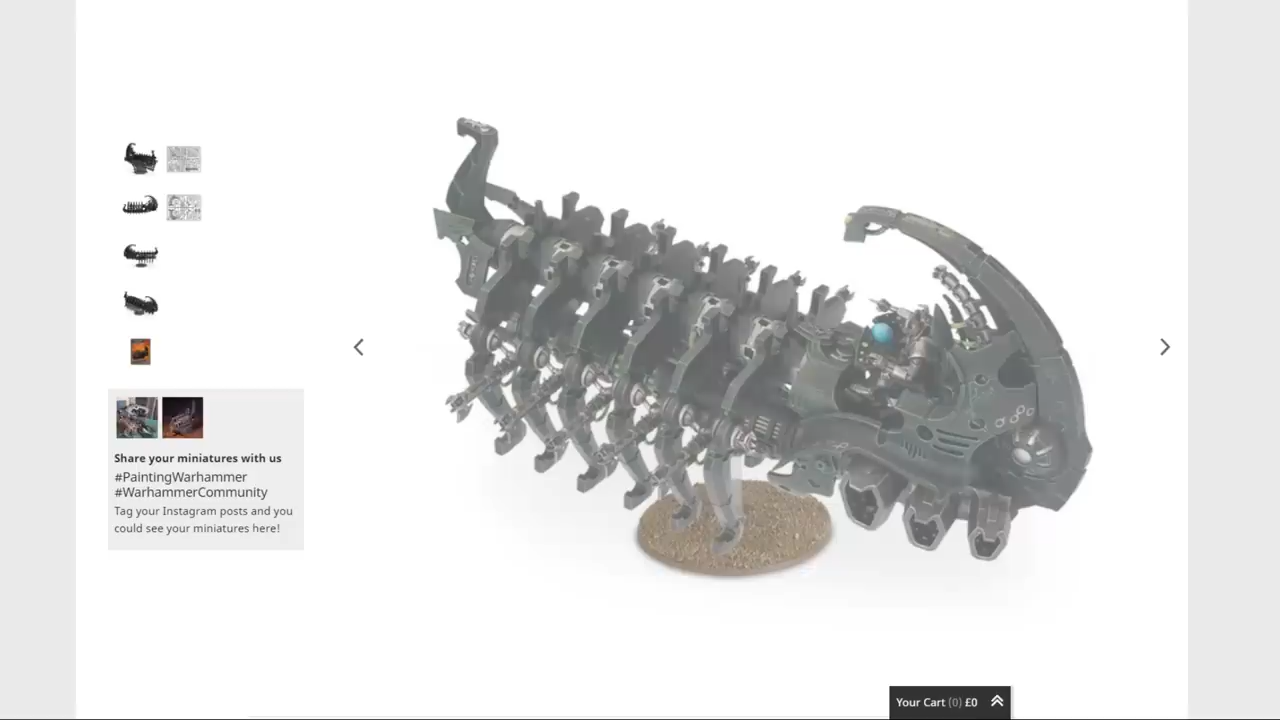 Share your miniatures with us
#PaintingWarhammer
#WarhammerCommunity
Tag your Instagram posts and you
could see your miniatures here!
Your Cart (0) £0